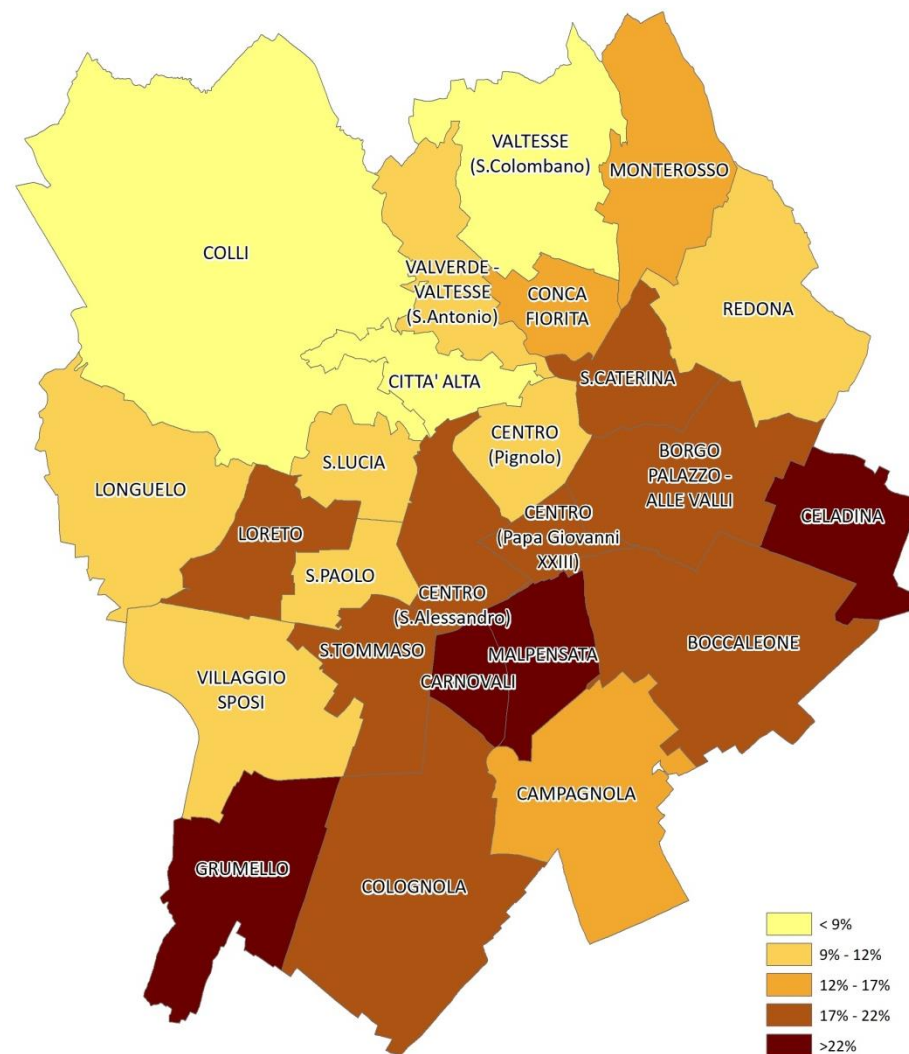 VALTESSE
(S.Colombano)
MONTEROSSO
COLLI
VALVERDE -
VALTESSE
(S.Antonio)
CONCA
FIORITA
REDONA
CITTA' ALTA
S.CATERINA
CENTRO
(Pignolo)
S.LUCIA
BORGO
PALAZZO -
ALLE VALLI
LONGUELO
LORETO
CENTRO
(Papa Giovanni
XXIII)
CELADINA
S.PAOLO
CENTRO
(S.Alessandro)
S.TOMMASO
MALPENSATA
BOCCALEONE
CARNOVALI
VILLAGGIO
SPOSI
CAMPAGNOLA
GRUMELLO
COLOGNOLA
< 9%
9% - 12%
12% - 17%
17% - 22%
>22%